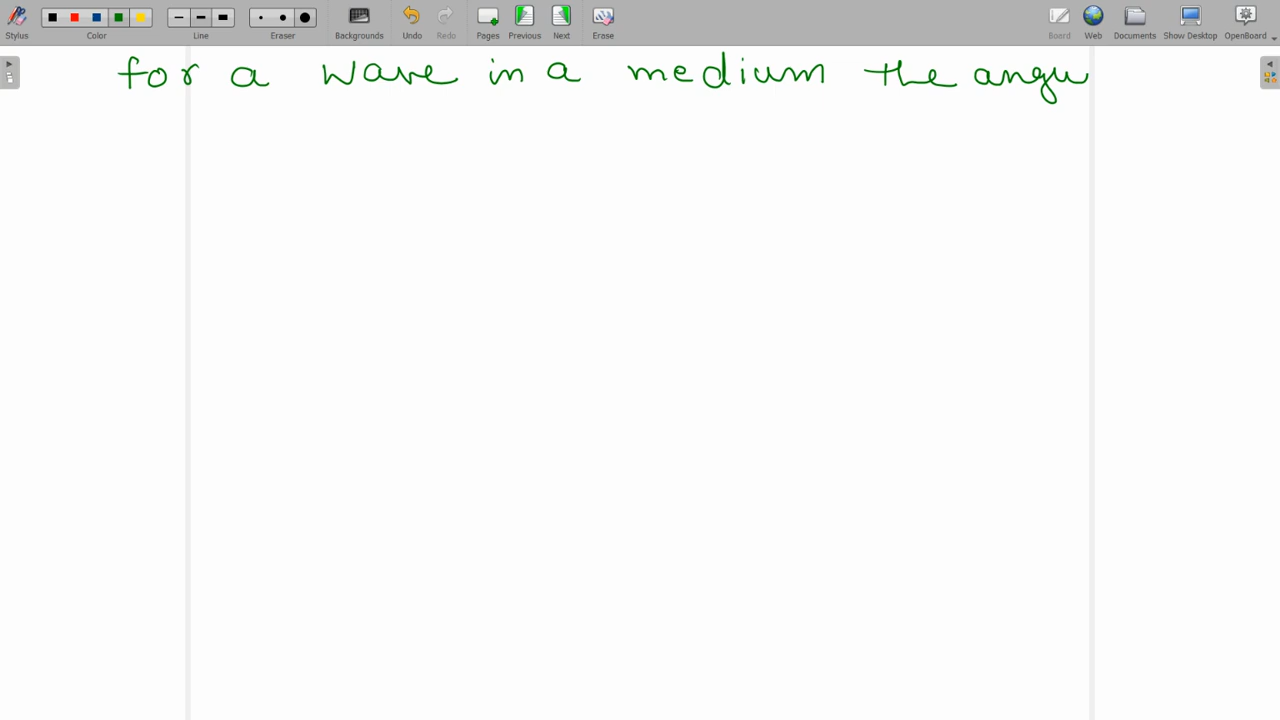 Stylus Color Line Eraser Backgrounds Undo Redo Pages Previous Next Erase Board Web Documents Show Desktop OpenBoard
for a wave in a medium the angu